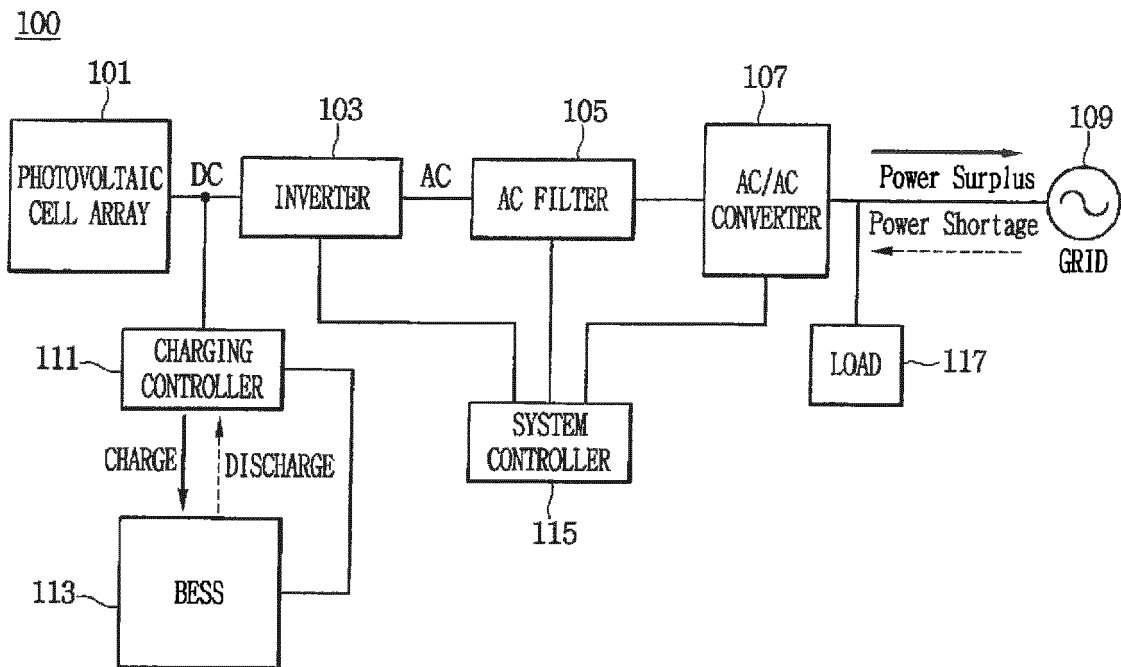 100
101
103
105
107
109
PHOTOVOLTAIC
CELL ARRAY
DC
INVERTER
AC
AC FILTER
AC/AC
CONVERTER
Power Surplus
Power Shortage
GRID
111
CHARGING
CONTROLLER
LOAD
117
SYSTEM
CONTROLLER
115
CHARGE
DISCHARGE
113
BESS